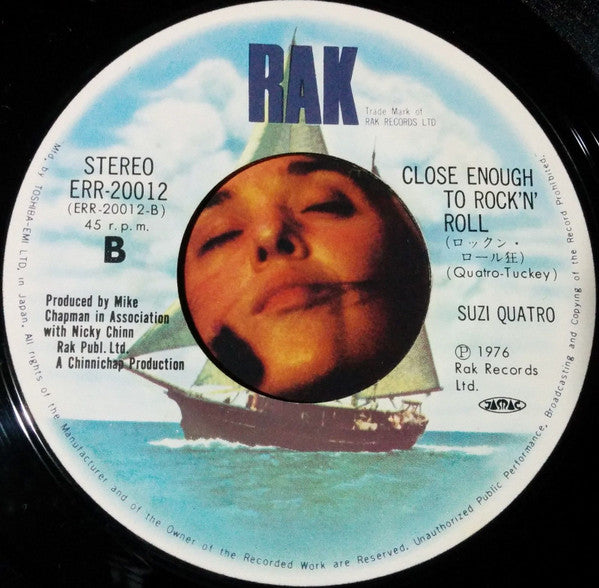 RAK
Trade Mark of
RAK RECORDS LTD
STEREO
ERR-20012
(ERR-20012-B)
45 r.p.m.
B
CLOSE ENOUGH
TO ROCK'N'
ROLL
(ロックン・
ロール狂)
(Quatro-Tuckey)
SUZI QUATRO
Produced by Mike
Chapman in Association
with Nicky Chinn
Rak Publ. Ltd.
A Chinnichap Production
Ⓟ 1976
Rak Records
Ltd.
JASRAC
Mfd. by TOSHIBA-EMI LTD. in Japan. All rights of the Manufacturer and of the Owner of the Recorded Work are Reserved. Unauthorized Public Performance, Broadcasting and Copying of the Record Prohibited.